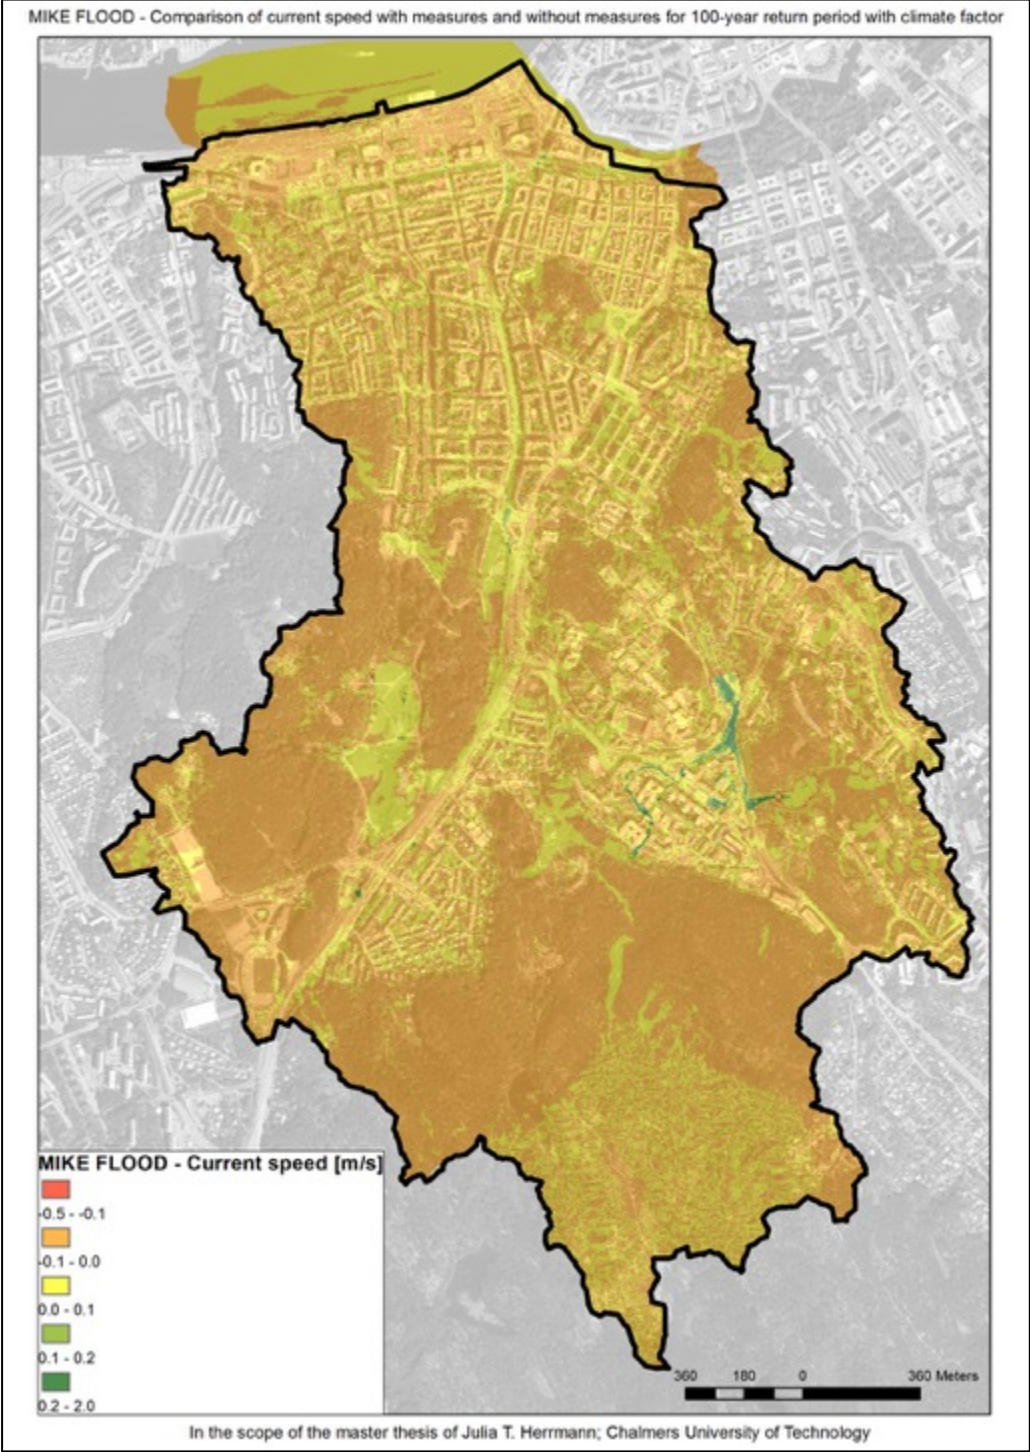 MIKE FLOOD - Comparison of current speed with measures and without measures for 100-year return period with climate factor
MIKE FLOOD - Current speed [m/s]
-0.5 - -0.1
-0.1 - 0.0
0.0 - 0.1
0.1 - 0.2
0.2 - 2.0
360 180 0 360 Meters
In the scope of the master thesis of Julia T. Herrmann; Chalmers University of Technology